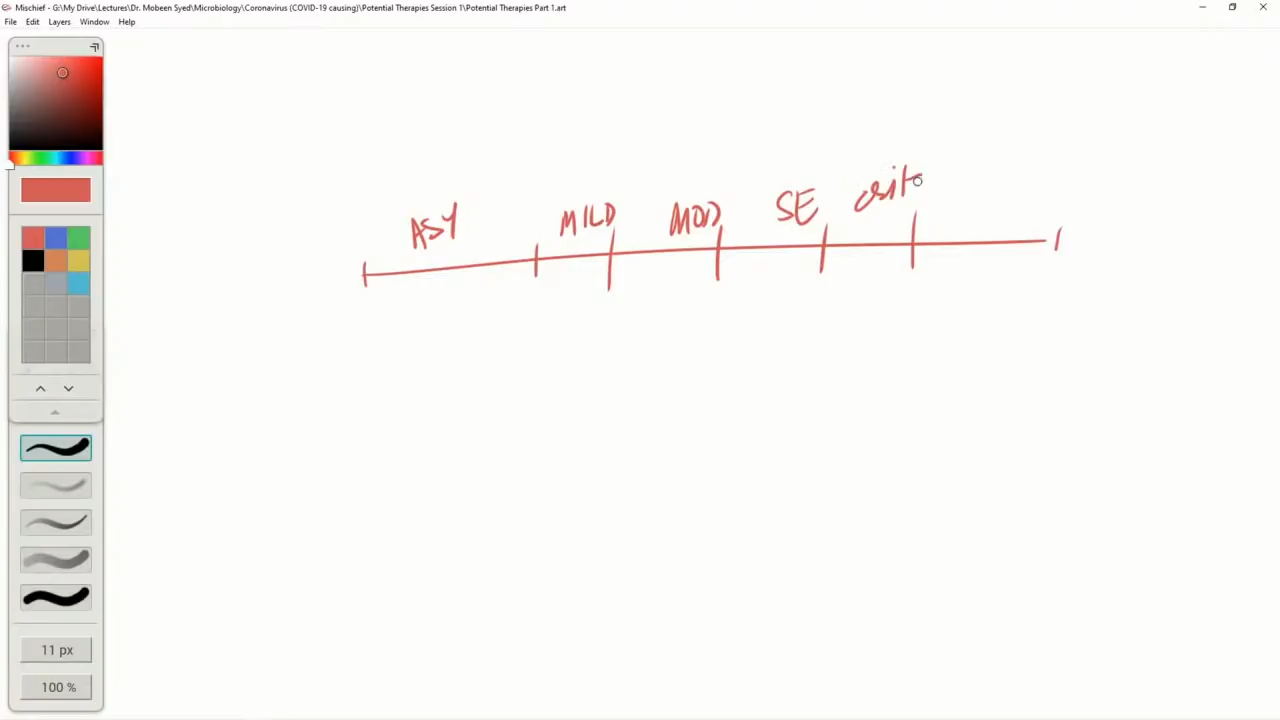 Mischief - G:\My Drive\Lectures\Dr. Mobeen Syed\Microbiology\Coronavirus (COVID-19 causing)\Potential Therapies Session 1\Potential Therapies Part 1.art
File Edit Layers Window Help
ASY MILD MOD SE crit
11 px
100 %